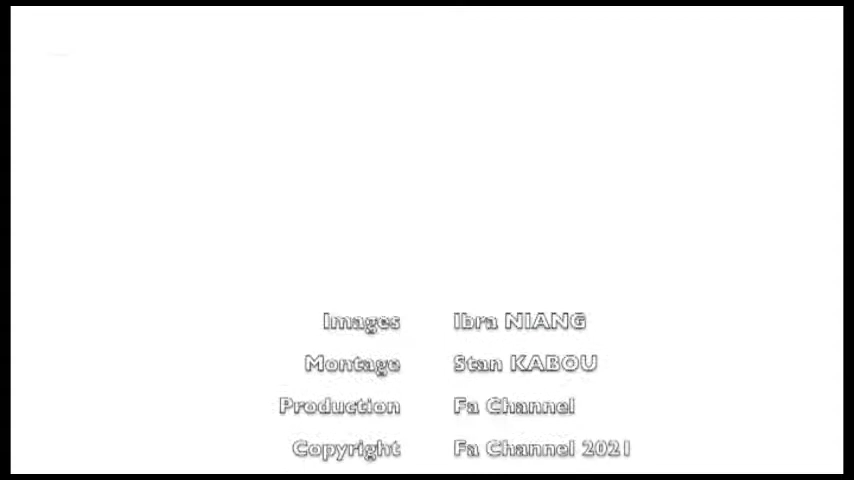 Images Ibra NIANG
Montage Stan KABOU
Production Fa Channel
Copyright Fa Channel 2021